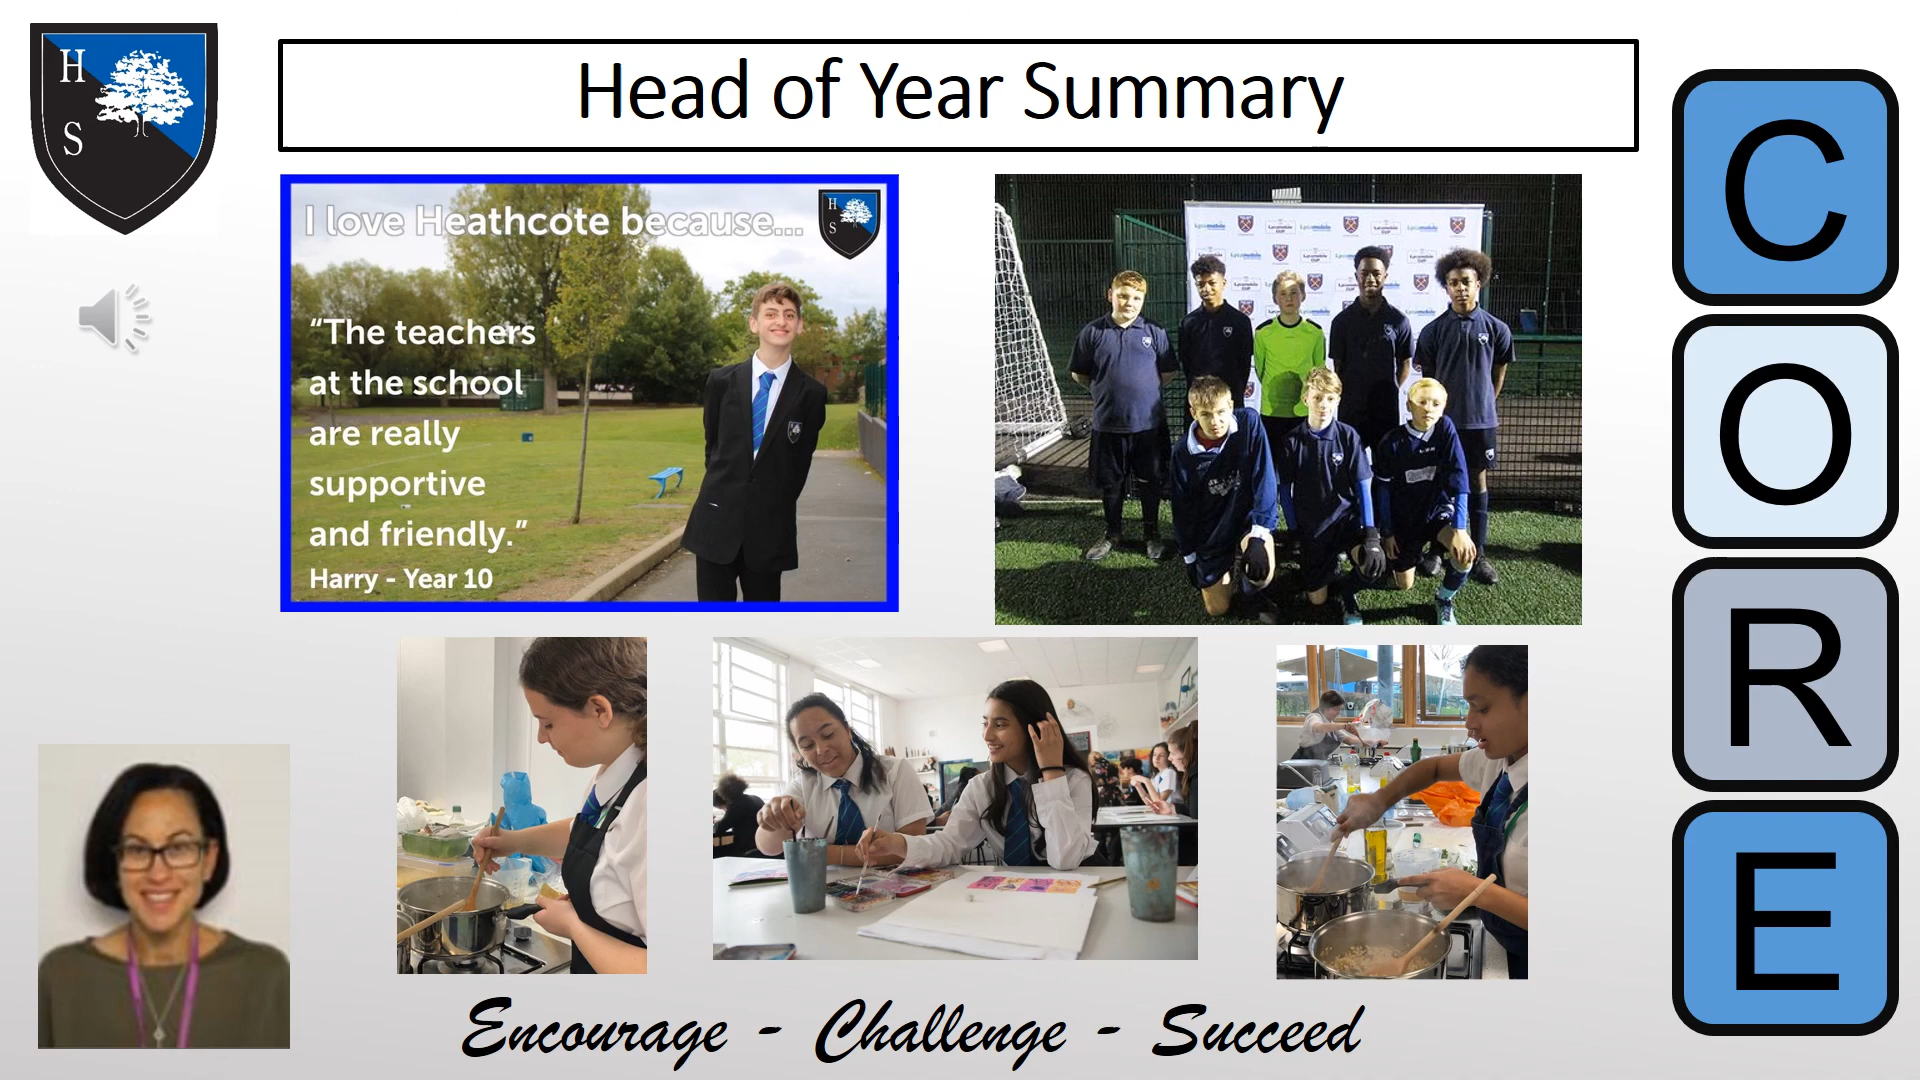 H
S
Head of Year Summary
I love Heathcote because...
H
S
“The teachers
at the school
are really
supportive
and friendly.”
Harry - Year 10
C
O
R
E
Encourage - Challenge - Succeed